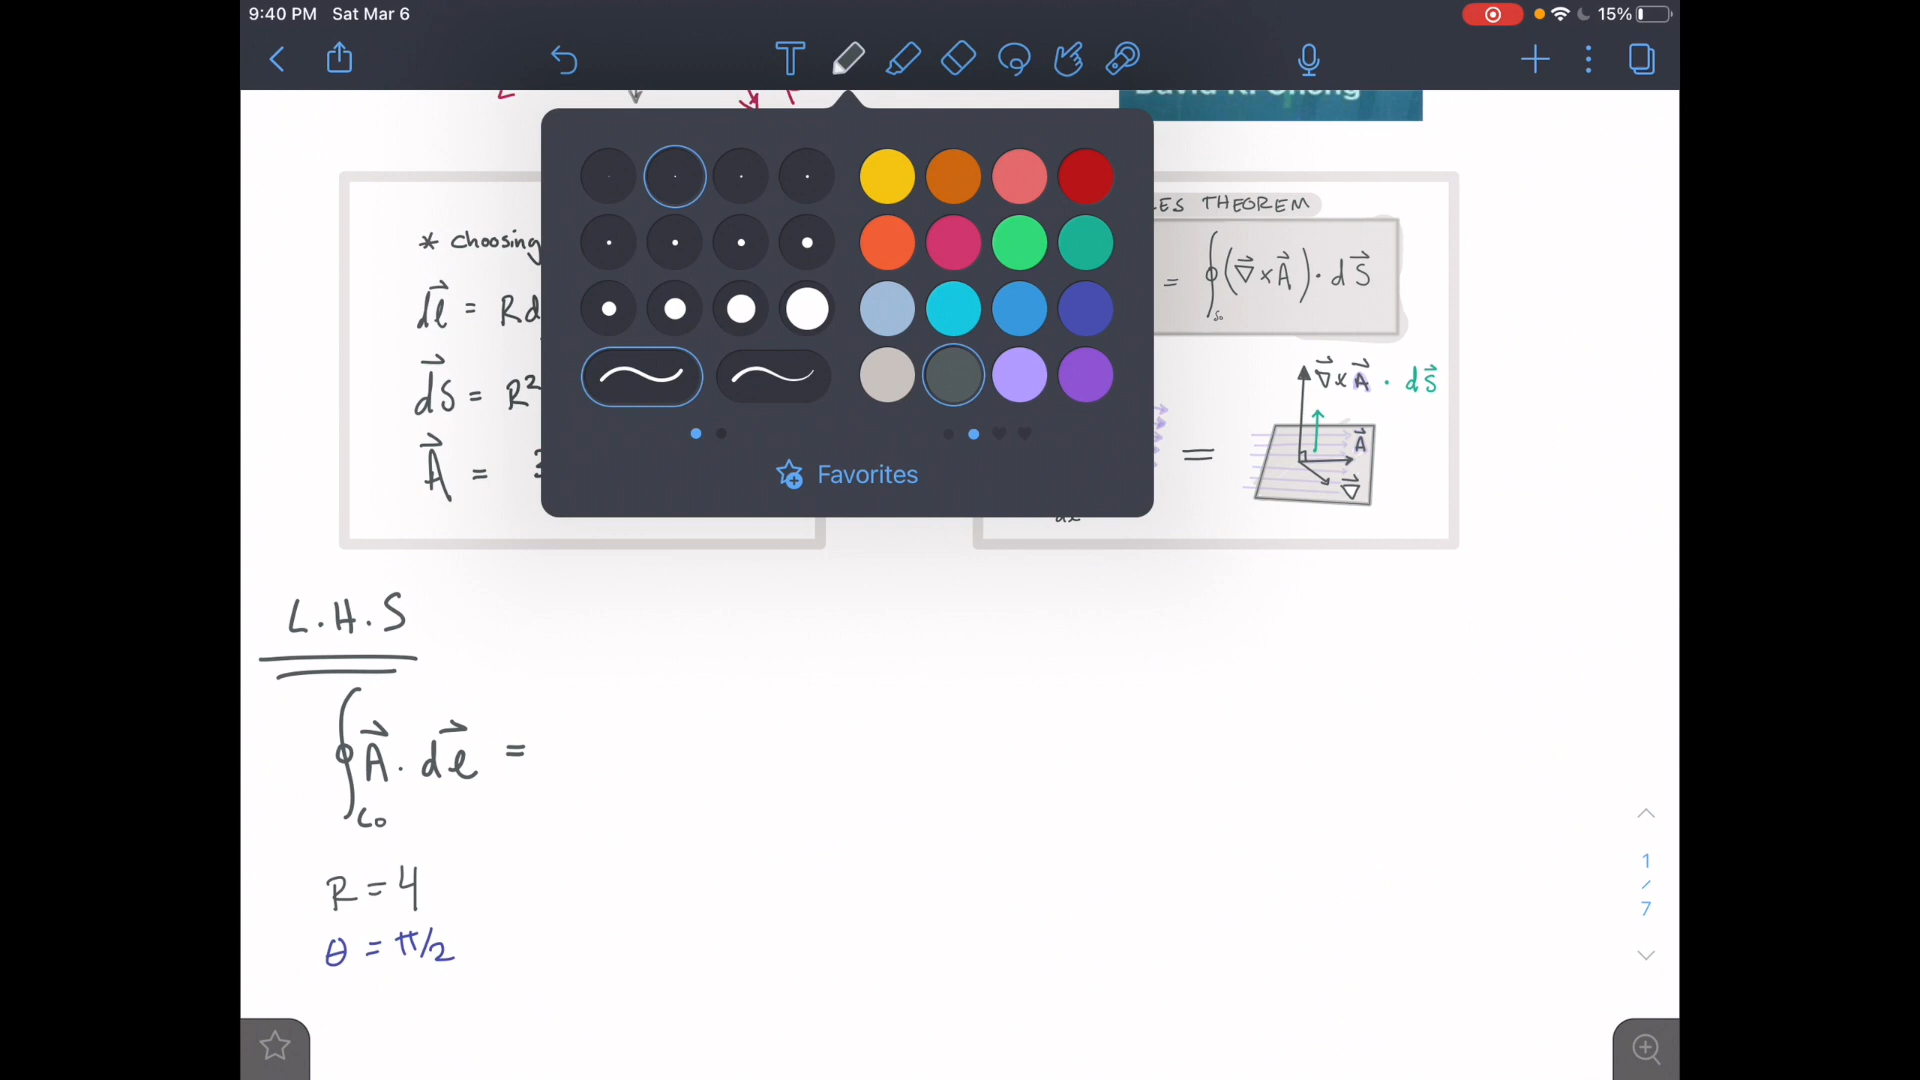 9:40 PM Sat Mar 6
15%
T
* choosing
ES THEOREM
= ∮So (∇⃗×A⃗)·dS⃗
dℓ⃗ = Rd
dS⃗ = R²
A⃗ =
∇⃗×A⃗ · dS⃗
=
A⃗
∇⃗
Favorites
L.H.S
∮C₀ A⃗·dℓ⃗ =
R = 4
θ = π/2
1
/
7